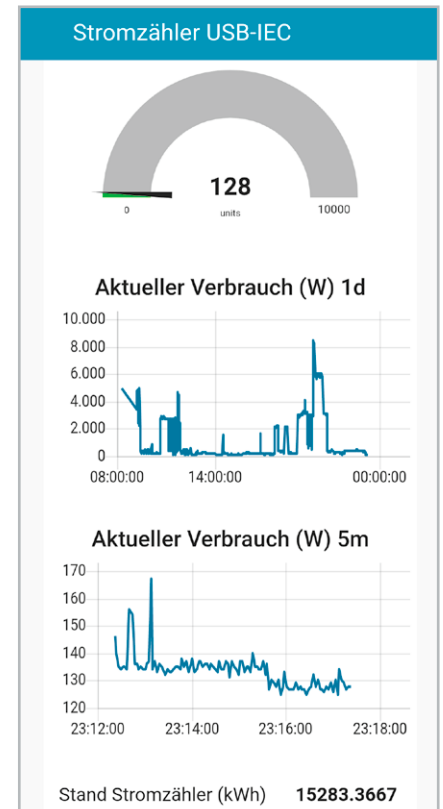 Stromzähler USB-IEC
128
0 units 10000
Aktueller Verbrauch (W) 1d
10.000
8.000
6.000
4.000
2.000
0
08:00:00 14:00:00 00:00:00
Aktueller Verbrauch (W) 5m
170
160
150
140
130
120
23:12:00 23:14:00 23:16:00 23:18:00
Stand Stromzähler (kWh) 15283.3667